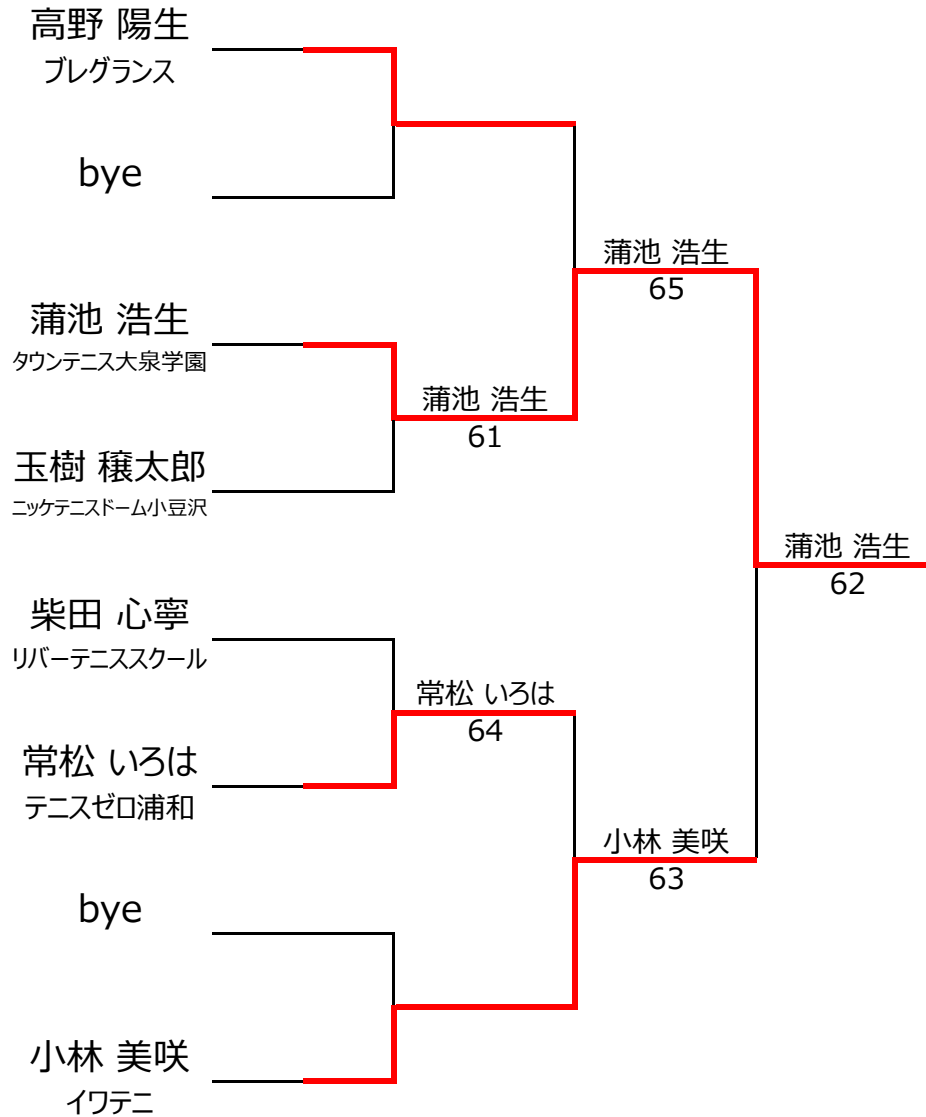 高野 陽生
ブレグランス
bye
蒲池 浩生
65
蒲池 浩生
タウンテニス大泉学園
蒲池 浩生
61
玉樹 穣太郎
ニッケテニスドーム小豆沢
蒲池 浩生
62
柴田 心寧
リバーテニススクール
常松 いろは
64
常松 いろは
テニスゼロ浦和
小林 美咲
63
bye
小林 美咲
イワテニ